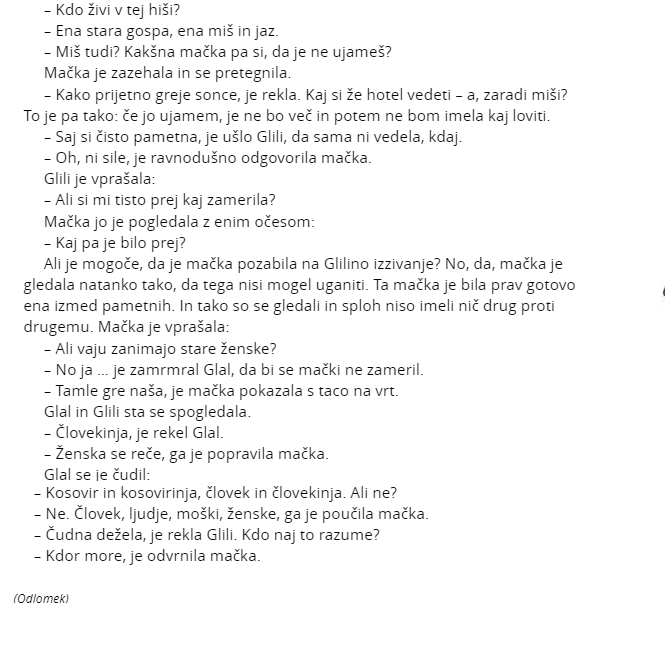 – Kdo živi v tej hiši?
– Ena stara gospa, ena miš in jaz.
– Miš tudi? Kakšna mačka pa si, da je ne ujameš?
Mačka je zazehala in se pretegnila.
– Kako prijetno greje sonce, je rekla. Kaj si že hotel vedeti – a, zaradi miši?
To je pa tako: če jo ujamem, je ne bo več in potem ne bom imela kaj loviti.
– Saj si čisto pametna, je ušlo Glili, da sama ni vedela, kdaj.
– Oh, ni sile, je ravnodušno odgovorila mačka.
Glili je vprašala:
– Ali si mi tisto prej kaj zamerila?
Mačka jo je pogledala z enim očesom:
– Kaj pa je bilo prej?
Ali je mogoče, da je mačka pozabila na Glilino izzivanje? No, da, mačka je
gledala natanko tako, da tega nisi mogel uganiti. Ta mačka je bila prav gotovo
ena izmed pametnih. In tako so se gledali in sploh niso imeli nič drug proti
drugemu. Mačka je vprašala:
– Ali vaju zanimajo stare ženske?
– No ja ... je zamrmral Glal, da bi se mački ne zameril.
– Tamle gre naša, je mačka pokazala s taco na vrt.
Glal in Glili sta se spogledala.
– Človekinja, je rekel Glal.
– Ženska se reče, ga je popravila mačka.
Glal se je čudil:
– Kosovir in kosovirinja, človek in človekinja. Ali ne?
– Ne. Človek, ljudje, moški, ženske, ga je poučila mačka.
– Čudna dežela, je rekla Glili. Kdo naj to razume?
– Kdor more, je odvrnila mačka.
(Odlomek)